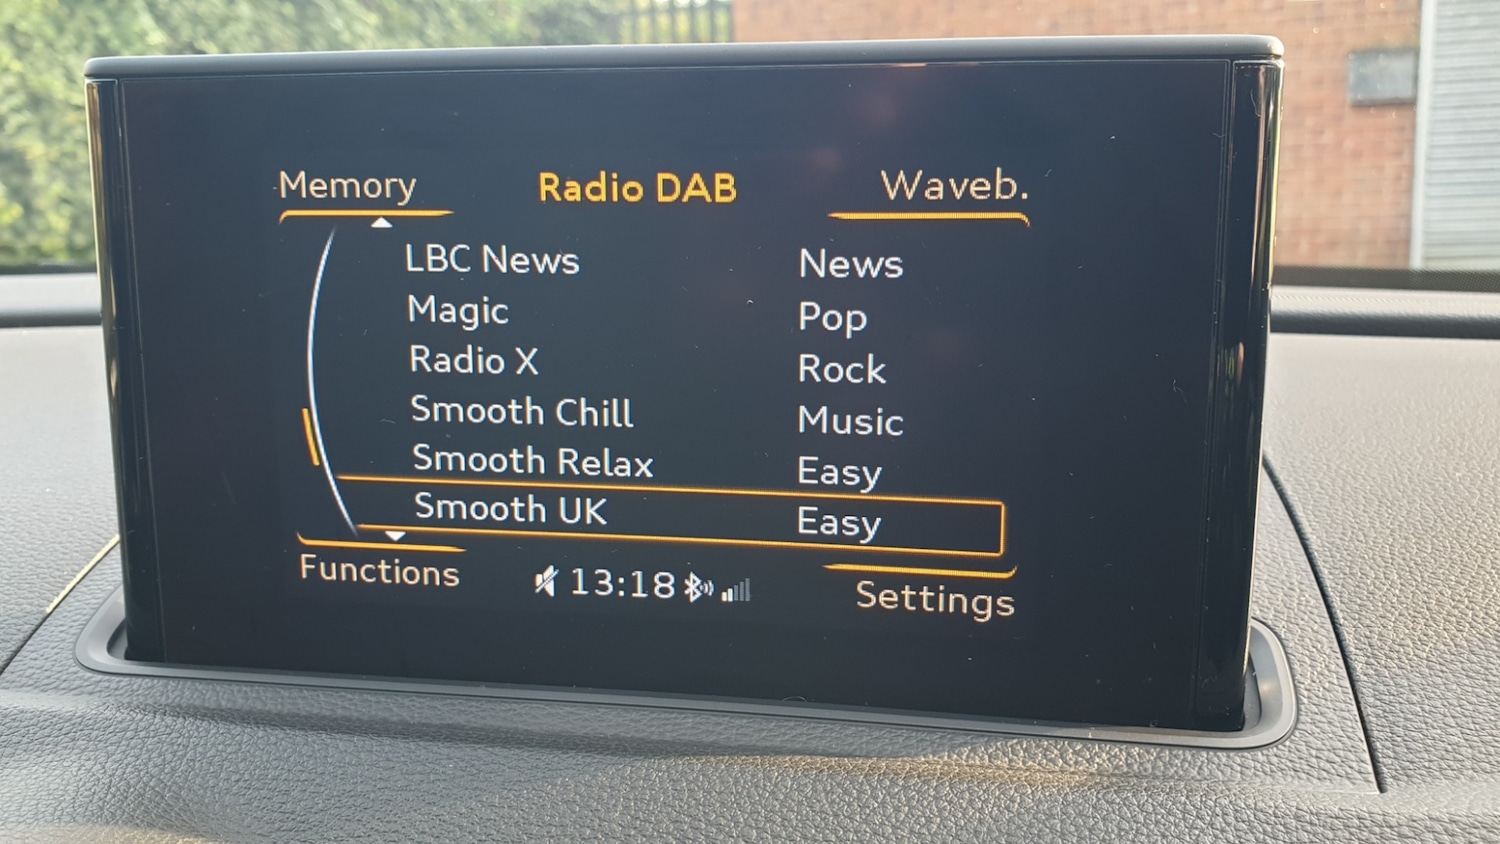 Memory Radio DAB Waveb.
LBC News News
Magic Pop
Radio X Rock
Smooth Chill Music
Smooth Relax Easy
Smooth UK Easy
Functions 13:18 Settings